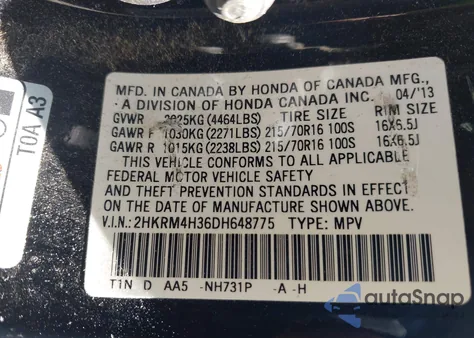 MFD. IN CANADA BY HONDA OF CANADA MFG.,
A DIVISION OF HONDA CANADA INC. 04/13
GVWR 2025KG (4464LBS) TIRE SIZE RIM SIZE
GAWR F 1030KG (2271LBS) 215/70R16 100S 16X6.5J
GAWR R 1015KG (2238LBS) 215/70R16 100S 16X6.5J
THIS VEHICLE CONFORMS TO ALL APPLICABLE
FEDERAL MOTOR VEHICLE SAFETY
AND THEFT PREVENTION STANDARDS IN EFFECT
ON THE DATE OF MANUFACTURE SHOWN ABOVE.
V.I.N.: 2HKRM4H36DH648775 TYPE: MPV
T1N D AA5 -NH731P -A -H
T0A A3
autoSnap